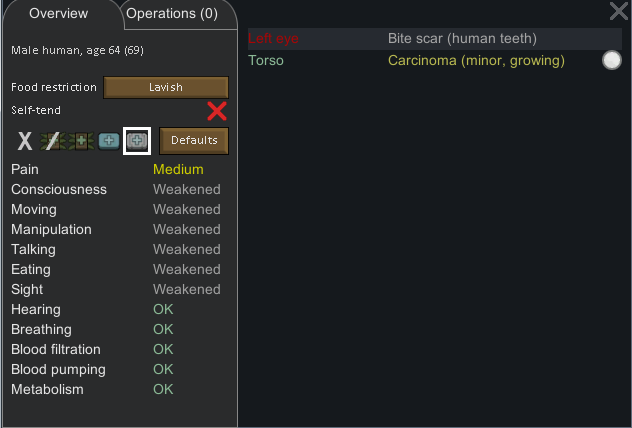 Overview Operations (0)
Male human, age 64 (69)
Food restriction Lavish
Self-tend
Defaults
Pain Medium
Consciousness Weakened
Moving Weakened
Manipulation Weakened
Talking Weakened
Eating Weakened
Sight Weakened
Hearing OK
Breathing OK
Blood filtration OK
Blood pumping OK
Metabolism OK
Left eye Bite scar (human teeth)
Torso Carcinoma (minor, growing)